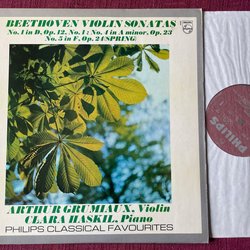 BEETHOVEN VIOLIN SONATAS
No. 1 in D, Op. 12, No. 1 : No. 4 in A minor, Op. 23
No. 5 in F, Op. 24 (SPRING)
ARTHUR GRUMIAUX, Violin
CLARA HASKIL, Piano
PHILIPS CLASSICAL FAVOURITES